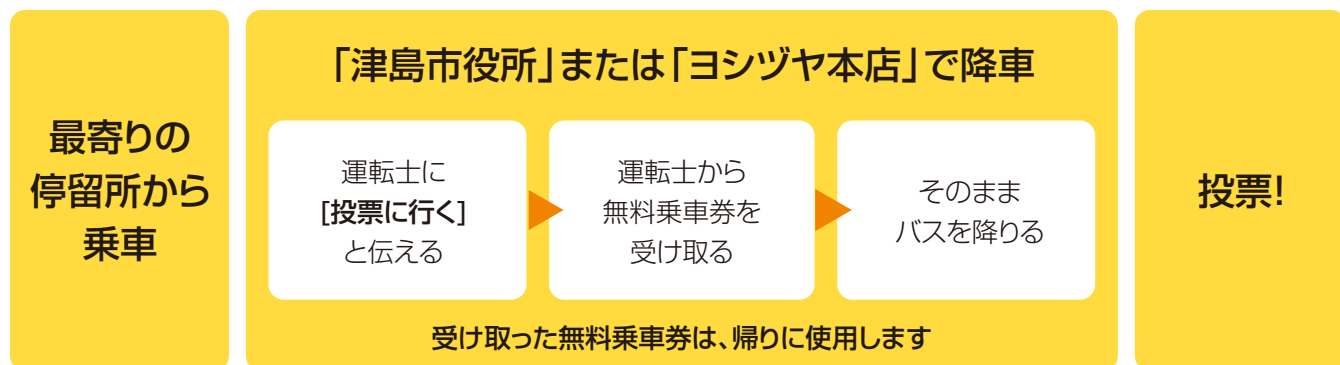 最寄りの
停留所から
乗車
「津島市役所」または「ヨシヅヤ本店」で降車
運転士に
[投票に行く]
と伝える
運転士から
無料乗車券を
受け取る
そのまま
バスを降りる
受け取った無料乗車券は、帰りに使用します
投票!